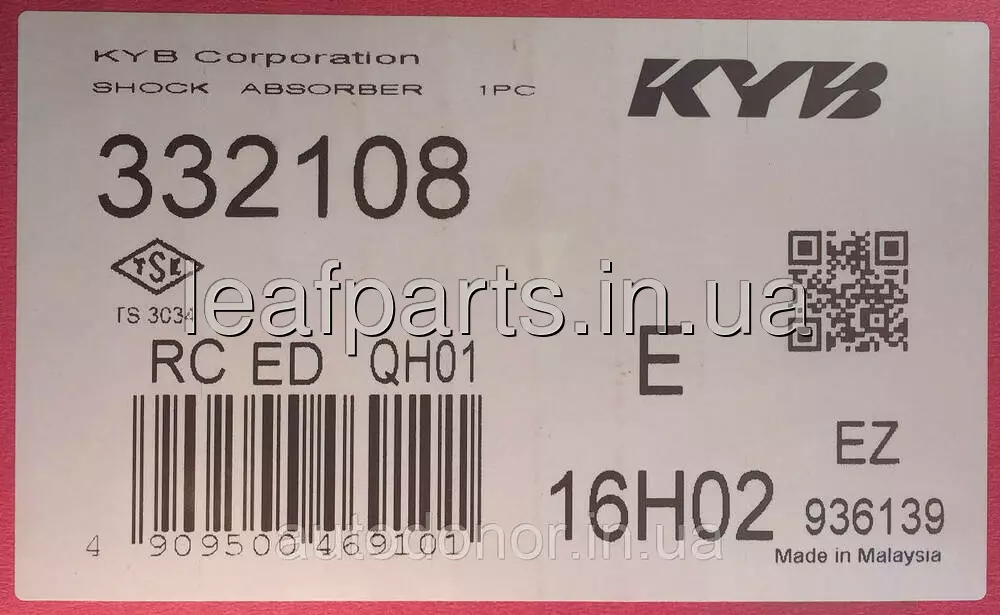 KYB Corporation
SHOCK ABSORBER 1PC
KYB
332108
TSE
TS 3034
leafparts.in.ua
RC ED QH01
E
EZ
16H02
936139
4 909500 469101
autodonor.in.ua
Made in Malaysia